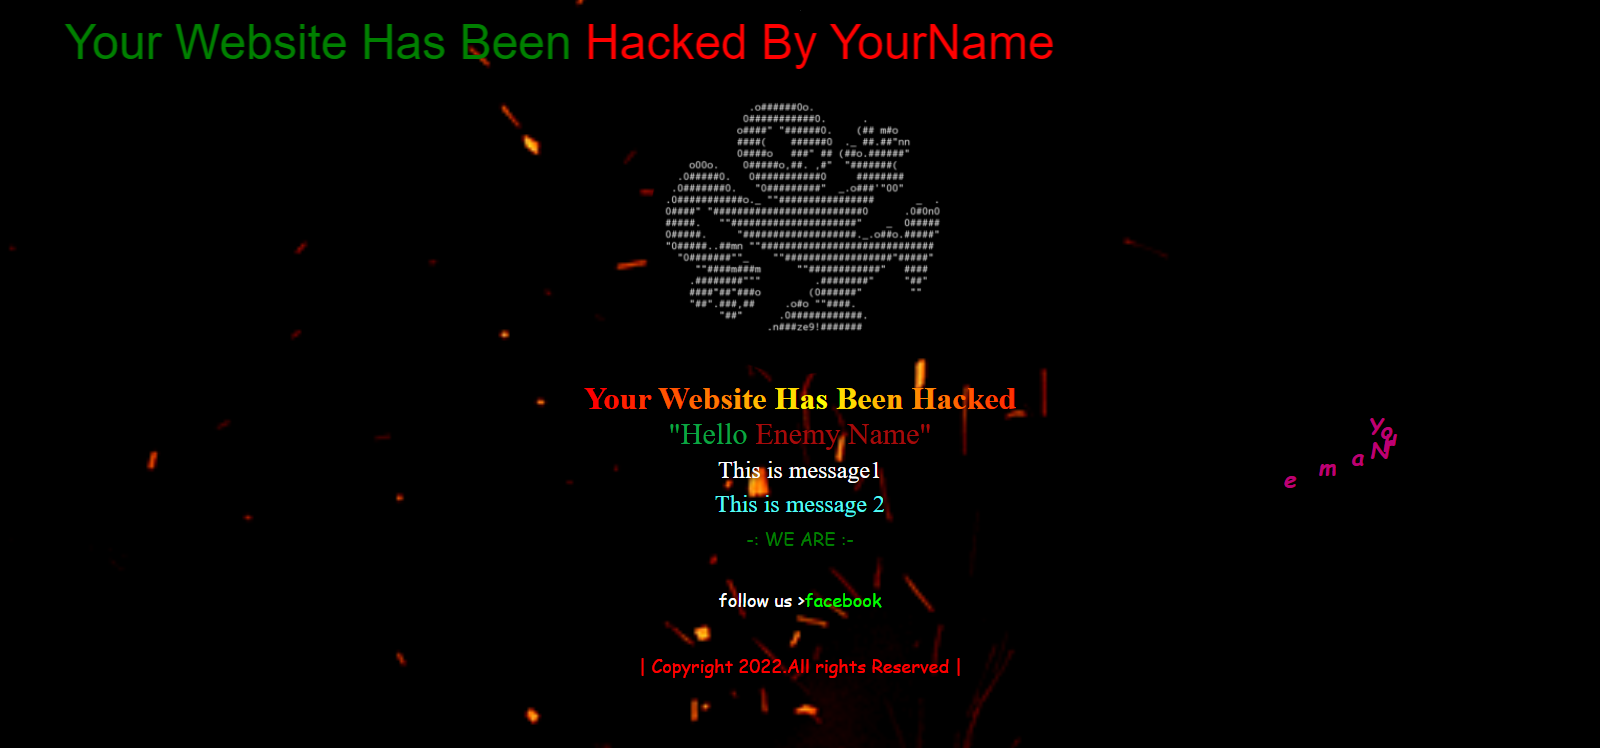 Your Website Has Been Hacked By YourName
Your Website Has Been Hacked
"Hello Enemy Name"
This is message1
This is message 2
-: WE ARE :-
follow us >facebook
| Copyright 2022.All rights Reserved |
YourName